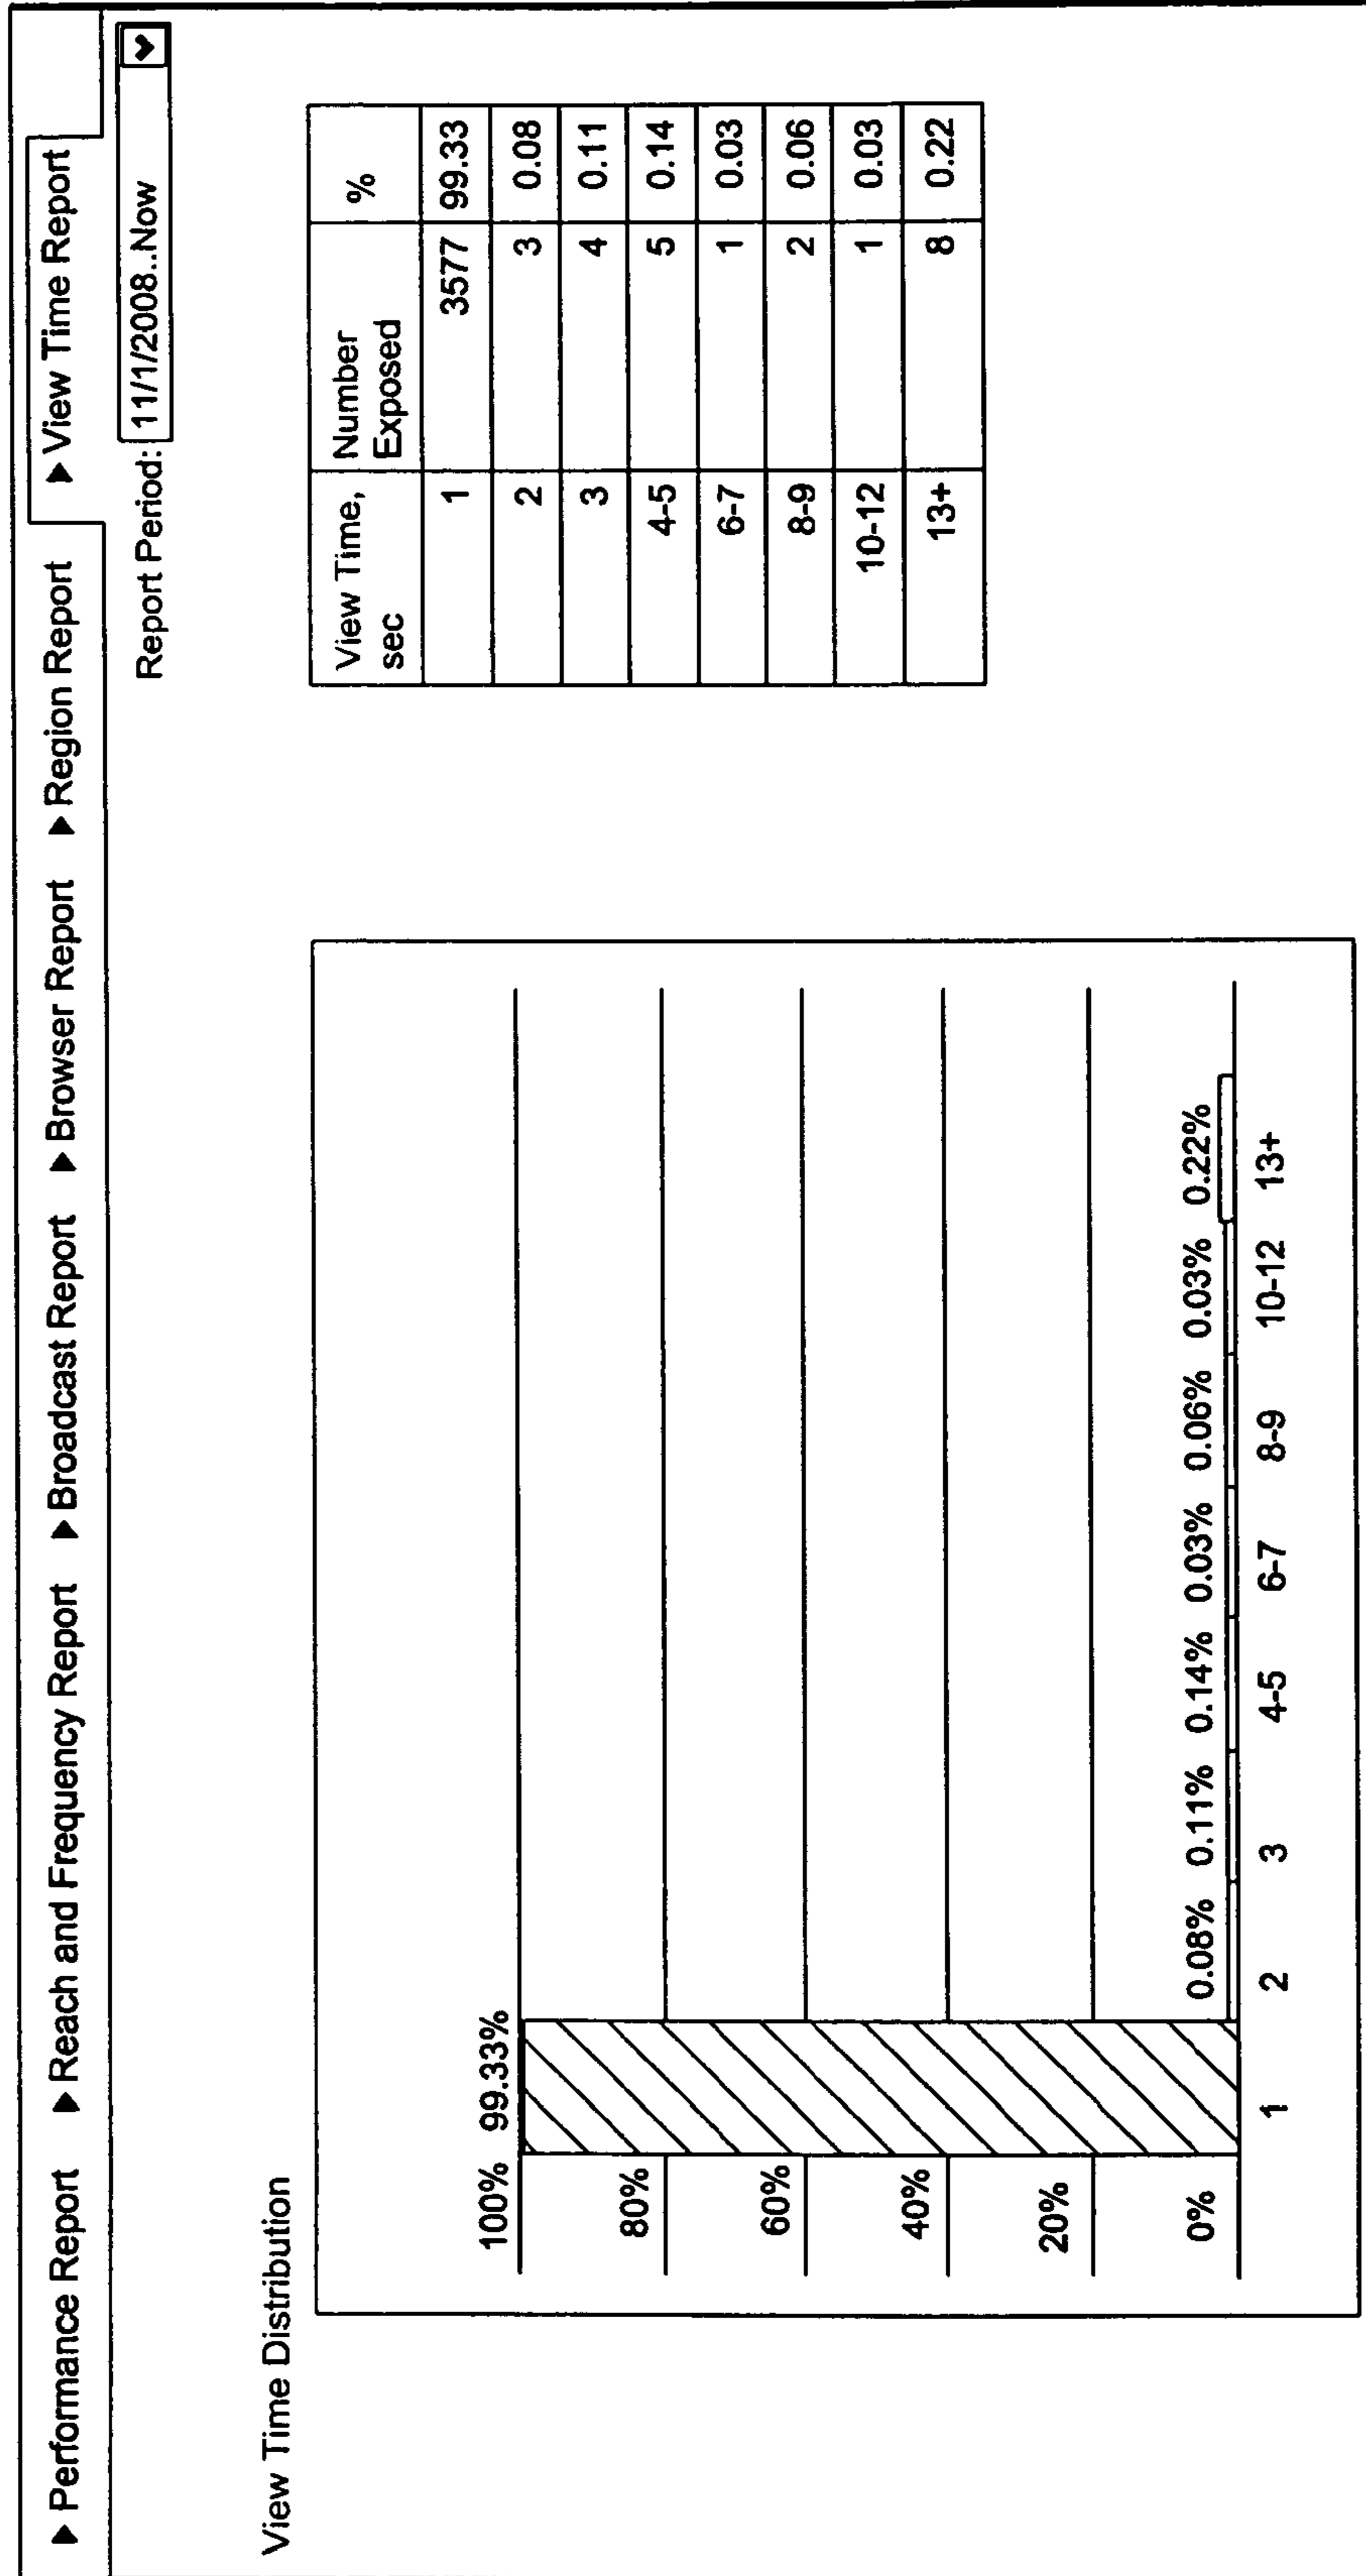 ▶ Performance Report ▶ Reach and Frequency Report ▶ Broadcast Report ▶ Browser Report ▶ Region Report ▶ View Time Report
Report Period: 11/1/2008..Now
View Time Distribution
100% 99.33%
80%
60%
40%
20%
0% 0.08% 0.11% 0.14% 0.03% 0.06% 0.03% 0.22%
1 2 3 4-5 6-7 8-9 10-12 13+
View Time, sec Number Exposed %
1 3577 99.33
2 3 0.08
3 4 0.11
4-5 5 0.14
6-7 1 0.03
8-9 2 0.06
10-12 1 0.03
13+ 8 0.22